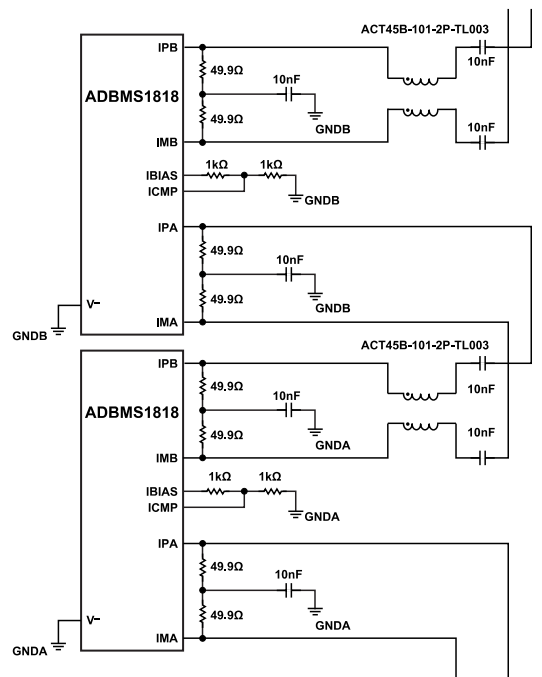 ACT45B-101-2P-TL003
IPB
10nF
49.9Ω
10nF
ADBMS1818
GNDB
49.9Ω
10nF
IMB
1kΩ 1kΩ
IBIAS
ICMP
GNDB
IPA
49.9Ω
10nF
49.9Ω
GNDB
V−
GNDB
IMA
ACT45B-101-2P-TL003
IPB
49.9Ω
10nF
10nF
ADBMS1818
GNDA
49.9Ω
10nF
IMB
1kΩ 1kΩ
IBIAS
ICMP
GNDA
IPA
49.9Ω
10nF
49.9Ω
GNDA
V−
GNDA
IMA